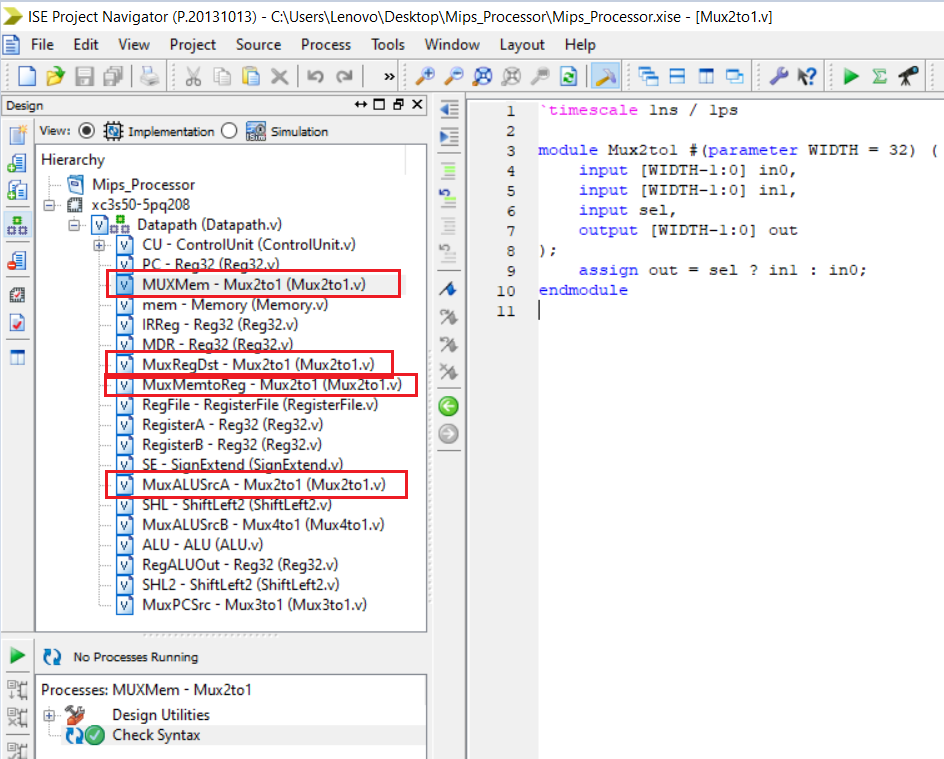 ISE Project Navigator (P.20131013) - C:\Users\Lenovo\Desktop\Mips_Processor\Mips_Processor.xise - [Mux2to1.v]
File Edit View Project Source Process Tools Window Layout Help
»
Design
View: Implementation Simulation
Hierarchy
Mips_Processor
xc3s50-5pq208
Datapath (Datapath.v)
CU - ControlUnit (ControlUnit.v)
PC - Reg32 (Reg32.v)
MUXMem - Mux2to1 (Mux2to1.v)
mem - Memory (Memory.v)
IRReg - Reg32 (Reg32.v)
MDR - Reg32 (Reg32.v)
MuxRegDst - Mux2to1 (Mux2to1.v)
MuxMemtoReg - Mux2to1 (Mux2to1.v)
RegFile - RegisterFile (RegisterFile.v)
RegisterA - Reg32 (Reg32.v)
RegisterB - Reg32 (Reg32.v)
SE - SignExtend (SignExtend.v)
MuxALUSrcA - Mux2to1 (Mux2to1.v)
SHL - ShiftLeft2 (ShiftLeft2.v)
MuxALUSrcB - Mux4to1 (Mux4to1.v)
ALU - ALU (ALU.v)
RegALUOut - Reg32 (Reg32.v)
SHL2 - ShiftLeft2 (ShiftLeft2.v)
MuxPCSrc - Mux3to1 (Mux3to1.v)
No Processes Running
Processes: MUXMem - Mux2to1
Design Utilities
Check Syntax
1 `timescale 1ns / 1ps
2
3 module Mux2to1 #(parameter WIDTH = 32) (
4 input [WIDTH-1:0] in0,
5 input [WIDTH-1:0] in1,
6 input sel,
7 output [WIDTH-1:0] out
8 );
9 assign out = sel ? in1 : in0;
10 endmodule
11